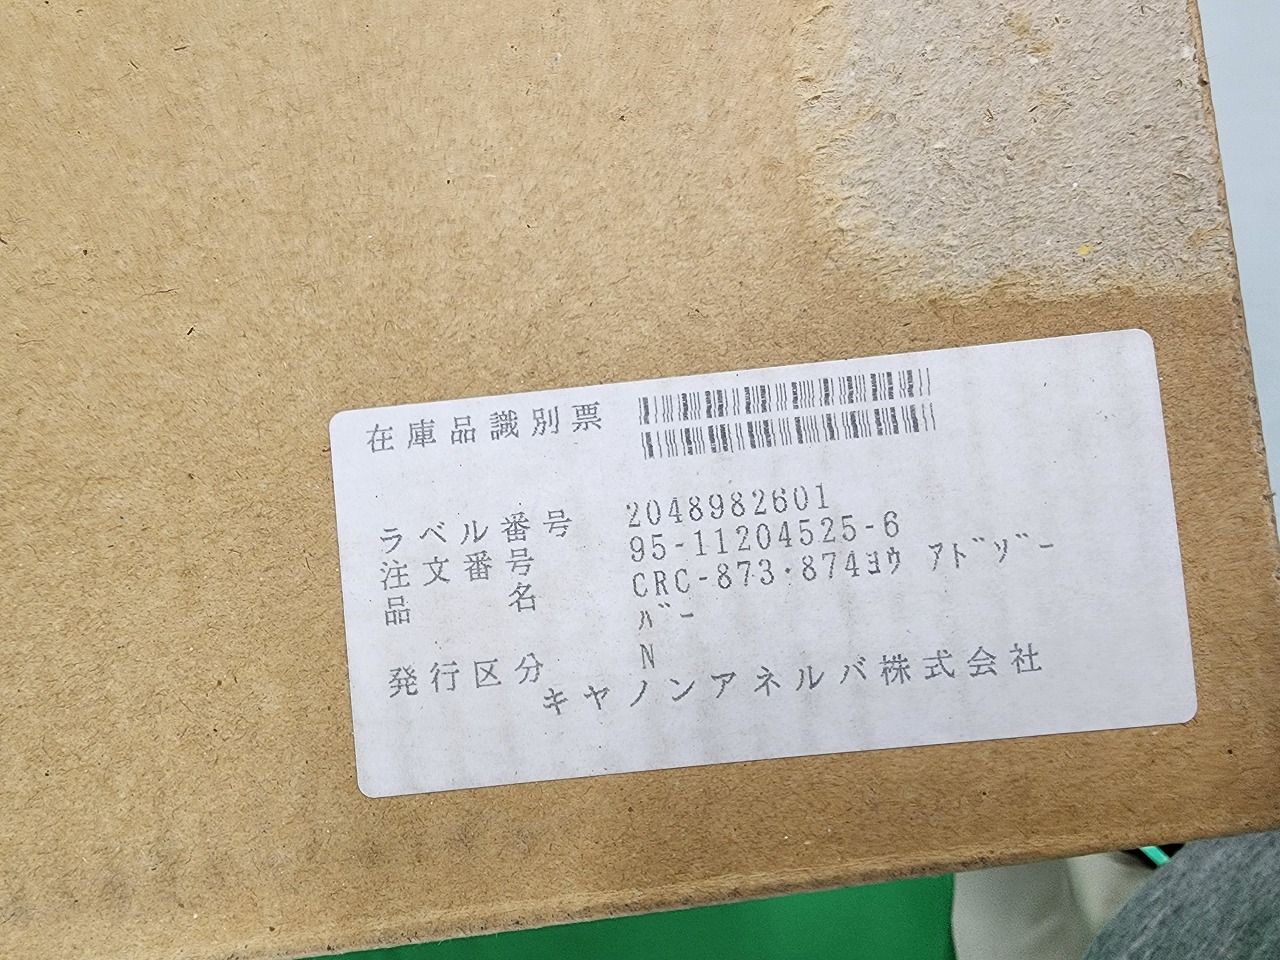 在庫品識別票
ラベル番号 2048982601
注文番号 95-11204525-6
品名 CRC-873･874ﾖｳ ｱﾄﾞｿﾞｰ
ﾊﾞｰ
発行区分 N
キヤノンアネルバ株式会社